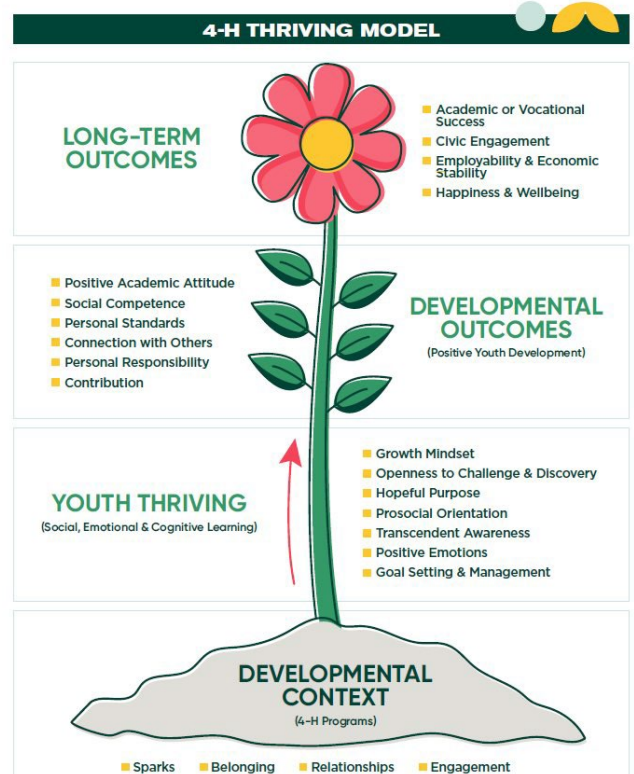 4-H THRIVING MODEL
LONG-TERM
OUTCOMES
Academic or Vocational
Success
Civic Engagement
Employability & Economic
Stability
Happiness & Wellbeing
Positive Academic Attitude
Social Competence
Personal Standards
Connection with Others
Personal Responsibility
Contribution
DEVELOPMENTAL
OUTCOMES
(Positive Youth Development)
YOUTH THRIVING
(Social, Emotional & Cognitive Learning)
Growth Mindset
Openness to Challenge & Discovery
Hopeful Purpose
Prosocial Orientation
Transcendent Awareness
Positive Emotions
Goal Setting & Management
DEVELOPMENTAL
CONTEXT
(4-H Programs)
Sparks Belonging Relationships Engagement